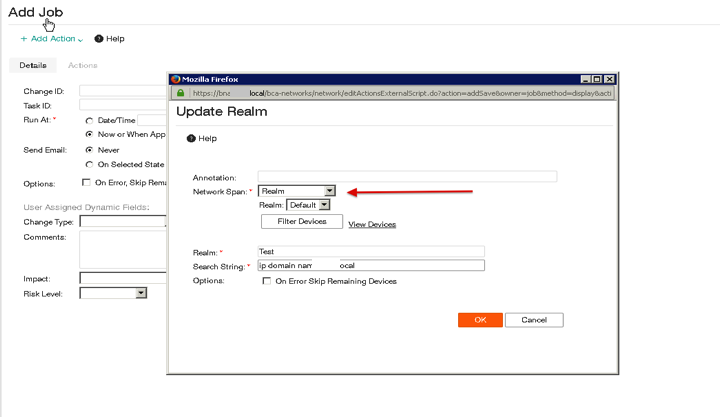 Add Job
+ Add Action
? Help
Details
Actions
Change ID:
Task ID:
Run At: *
Date/Time
Now or When App
Send Email:
Never
On Selected State
Options:
On Error, Skip Rema
User Assigned Dynamic Fields:
Change Type:
Comments:
Impact:
Risk Level:
Mozilla Firefox
https://bna local/bca-networks/network/editActionsExternalScript.do?action=addSave&owner=job&method=display&acti
Update Realm
? Help
Annotation:
Network Span: * Realm
Realm: Default
Filter Devices
View Devices
Realm: * Test
Search String: * ip domain nam ocal
Options: On Error Skip Remaining Devices
OK
Cancel